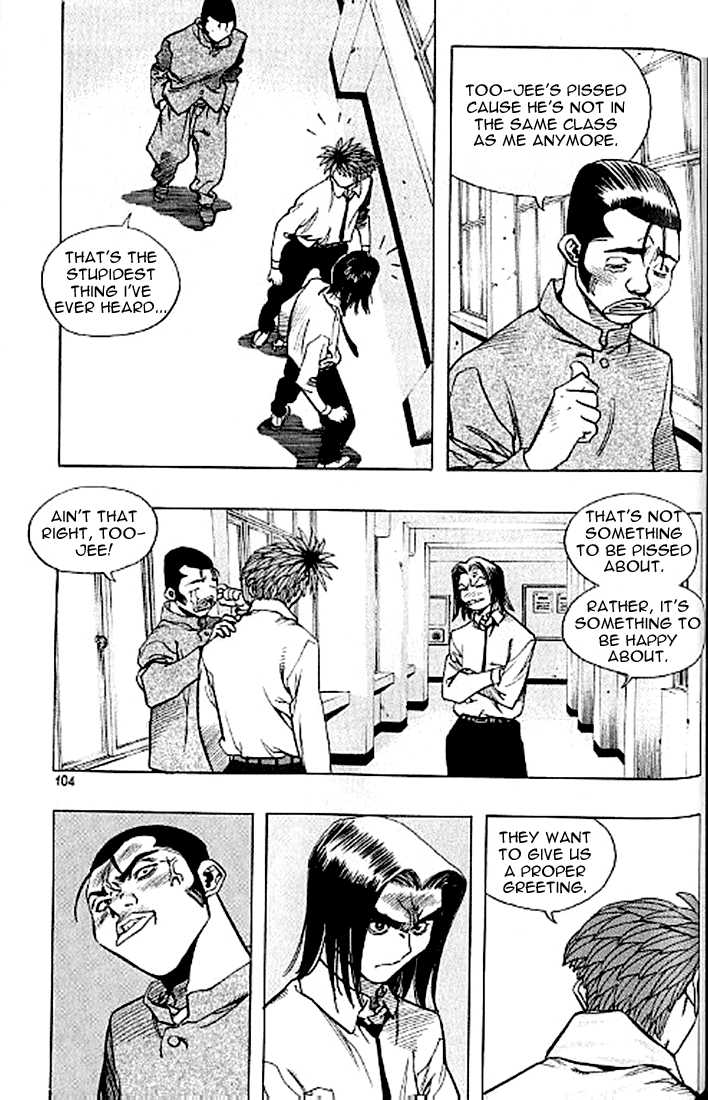 THAT'S THE
STUPIDEST
THING I'VE
EVER HEARD...
TOO-JEE'S PISSED
CAUSE HE'S NOT IN
THE SAME CLASS
AS ME ANYMORE.
AIN'T THAT
RIGHT, TOO-
JEE!
THAT'S NOT
SOMETHING
TO BE PISSED
ABOUT.
RATHER, IT'S
SOMETHING TO
BE HAPPY
ABOUT.
104
THEY WANT
TO GIVE US
A PROPER
GREETING.